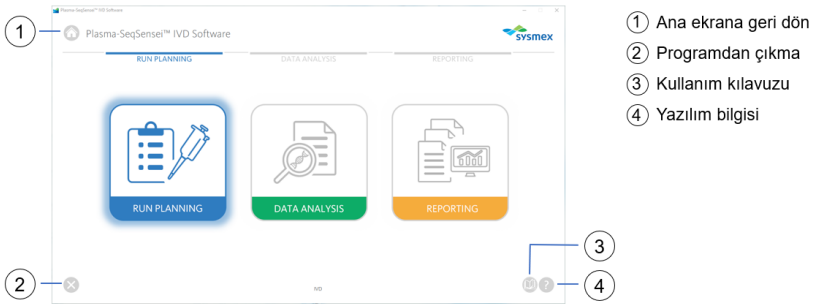 Plasma-SeqSensei™ IVD Software
1
Plasma-SeqSensei™ IVD Software
sysmex
RUN PLANNING
DATA ANALYSIS
REPORTING
RUN PLANNING
DATA ANALYSIS
REPORTING
IVD
2
3
?
4
1 Ana ekrana geri dön
2 Programdan çıkma
3 Kullanım kılavuzu
4 Yazılım bilgisi